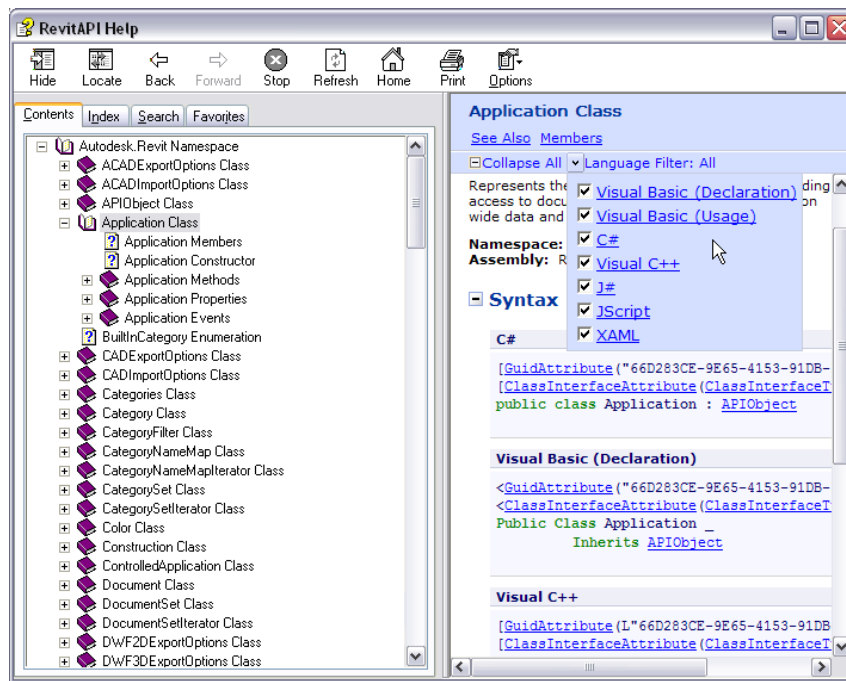 RevitAPI Help
Hide Locate Back Forward Stop Refresh Home Print Options
Contents Index Search Favorites
Autodesk.Revit Namespace
ACADExportOptions Class
ACADImportOptions Class
APIObject Class
Application Class
Application Members
Application Constructor
Application Methods
Application Properties
Application Events
BuiltInCategory Enumeration
CADExportOptions Class
CADImportOptions Class
Categories Class
Category Class
CategoryFilter Class
CategoryNameMap Class
CategoryNameMapIterator Class
CategorySet Class
CategorySetIterator Class
Color Class
Construction Class
ControlledApplication Class
Document Class
DocumentSet Class
DocumentSetIterator Class
DWF2DExportOptions Class
DWF3DExportOptions Class
Application Class
See Also Members
Collapse All Language Filter: All
Represents the
access to docu
wide data and
Namespace:
Assembly: R
Visual Basic (Declaration)
Visual Basic (Usage)
C#
Visual C++
J#
JScript
XAML
ding
on
Syntax
C#
[GuidAttribute("66D283CE-9E65-4153-91DB-
[ClassInterfaceAttribute(ClassInterfaceT
public class Application : APIObject
Visual Basic (Declaration)
<GuidAttribute("66D283CE-9E65-4153-91DB-
<ClassInterfaceAttribute(ClassInterfaceT
Public Class Application _
Inherits APIObject
Visual C++
[GuidAttribute(L"66D283CE-9E65-4153-91DB
[ClassInterfaceAttribute(ClassInterfaceT